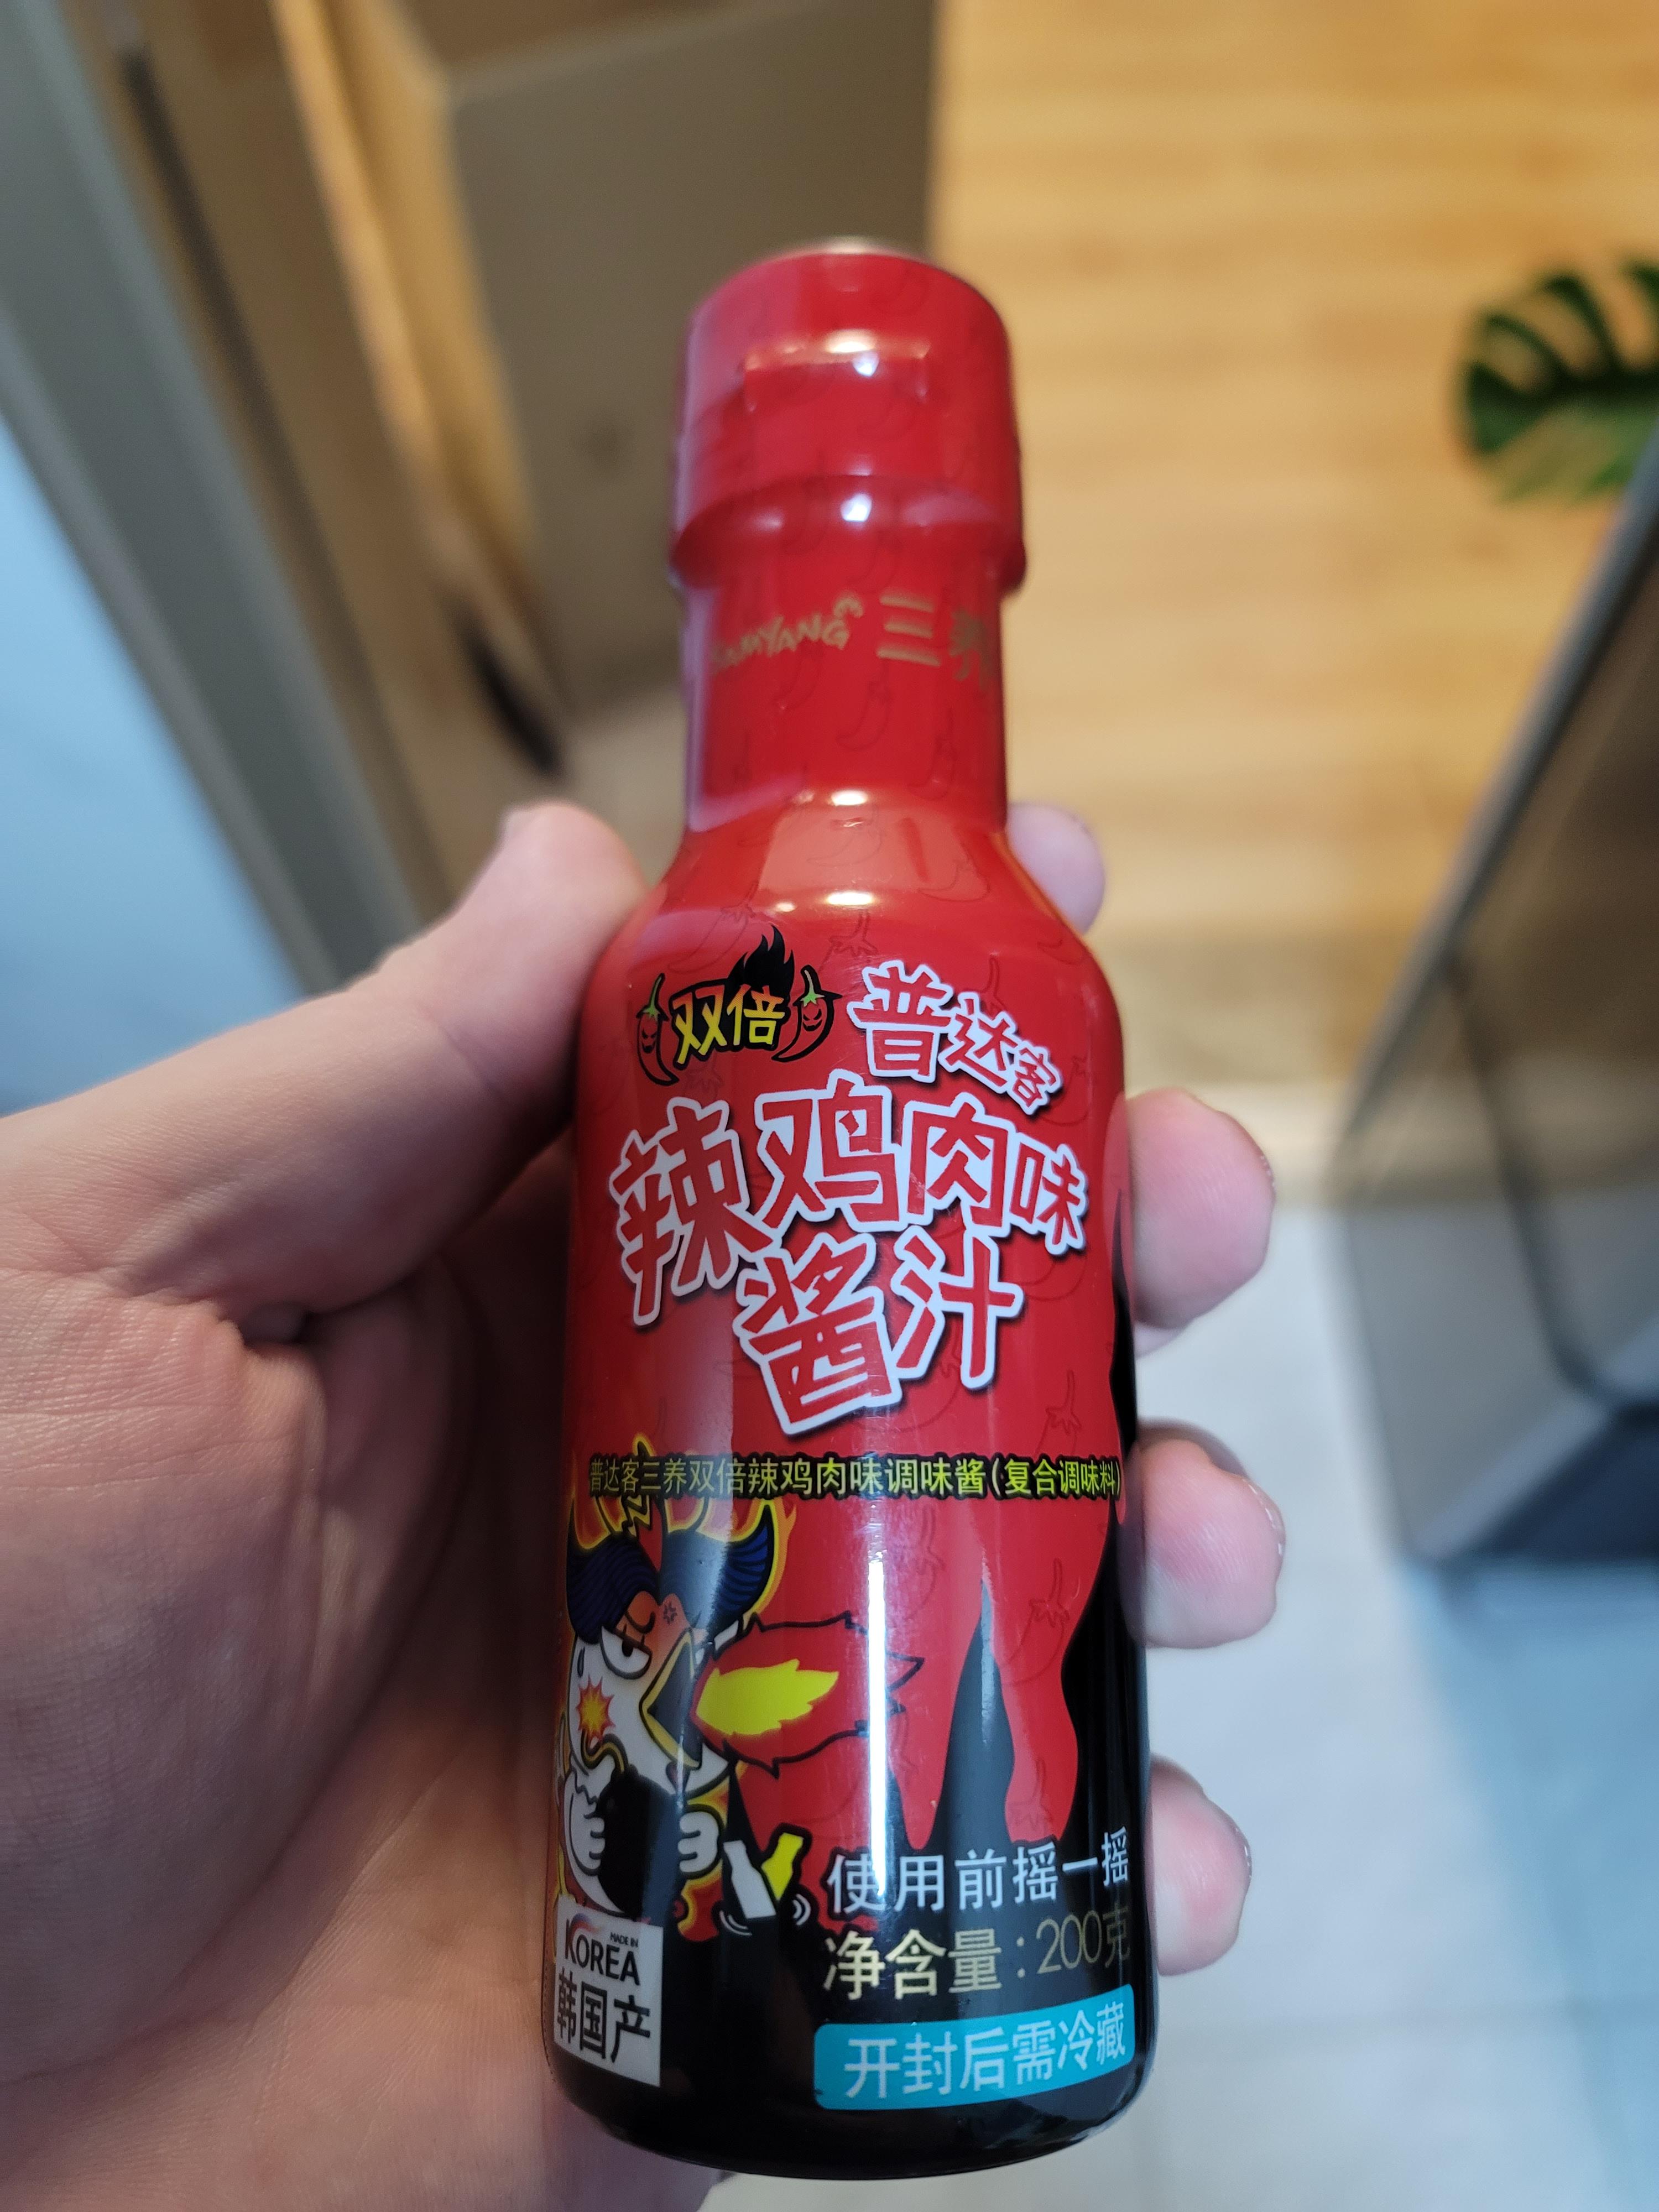 SAMYANG 三养
双倍 普达客
辣鸡肉味
酱汁
普达客三养双倍辣鸡肉味调味酱(复合调味料)
使用前摇一摇
净含量:200克
开封后需冷藏
MADE IN
KOREA
韩国产